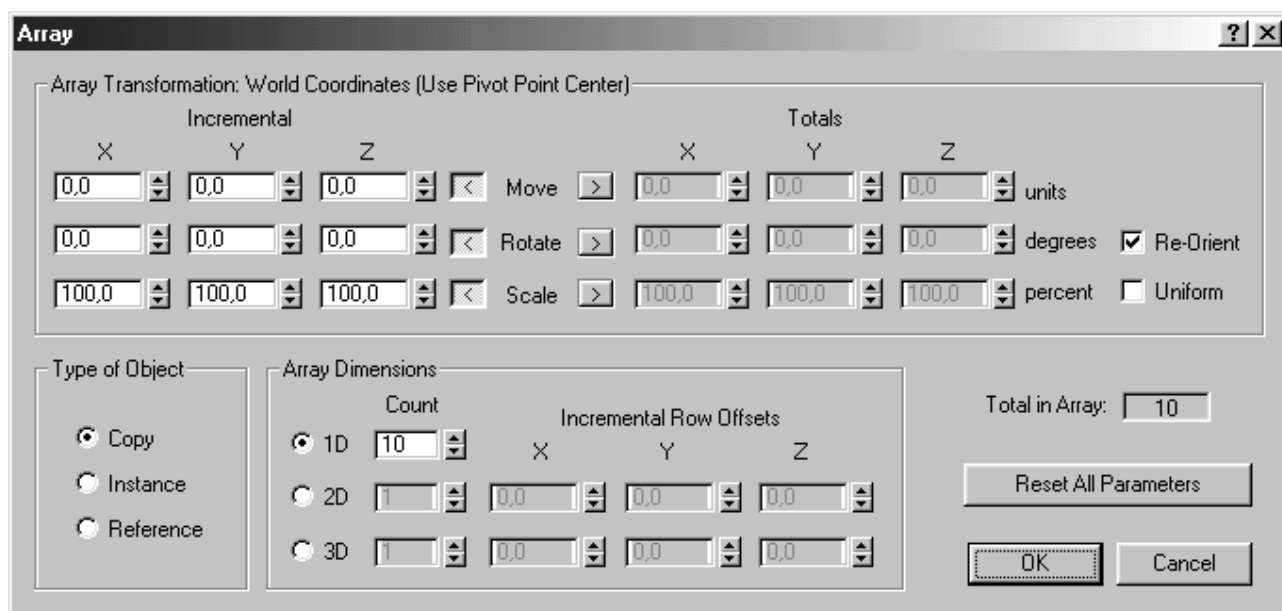 Array ? X
Array Transformation: World Coordinates (Use Pivot Point Center)
Incremental Totals
X Y Z X Y Z
0,0 0,0 0,0 < Move > 0,0 0,0 0,0 units
0,0 0,0 0,0 < Rotate > 0,0 0,0 0,0 degrees Re-Orient
100,0 100,0 100,0 < Scale > 100,0 100,0 100,0 percent Uniform
Type of Object
Copy
Instance
Reference
Array Dimensions
Count
Incremental Row Offsets
1D 10 X Y Z
2D 1 0,0 0,0 0,0
3D 1 0,0 0,0 0,0
Total in Array: 10
Reset All Parameters
OK Cancel